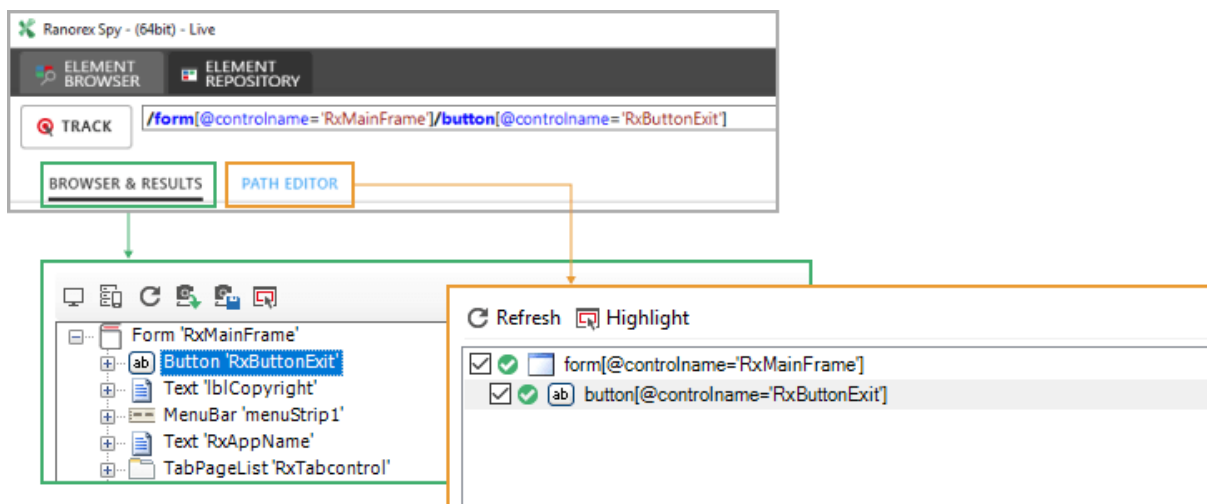 Ranorex Spy - (64bit) - Live
ELEMENT BROWSER
ELEMENT REPOSITORY
TRACK
/form[@controlname='RxMainFrame']/button[@controlname='RxButtonExit']
BROWSER & RESULTS
PATH EDITOR
Form 'RxMainFrame'
ab Button 'RxButtonExit'
Text 'lblCopyright'
MenuBar 'menuStrip1'
Text 'RxAppName'
TabPageList 'RxTabcontrol'
Refresh
Highlight
form[@controlname='RxMainFrame']
ab button[@controlname='RxButtonExit']